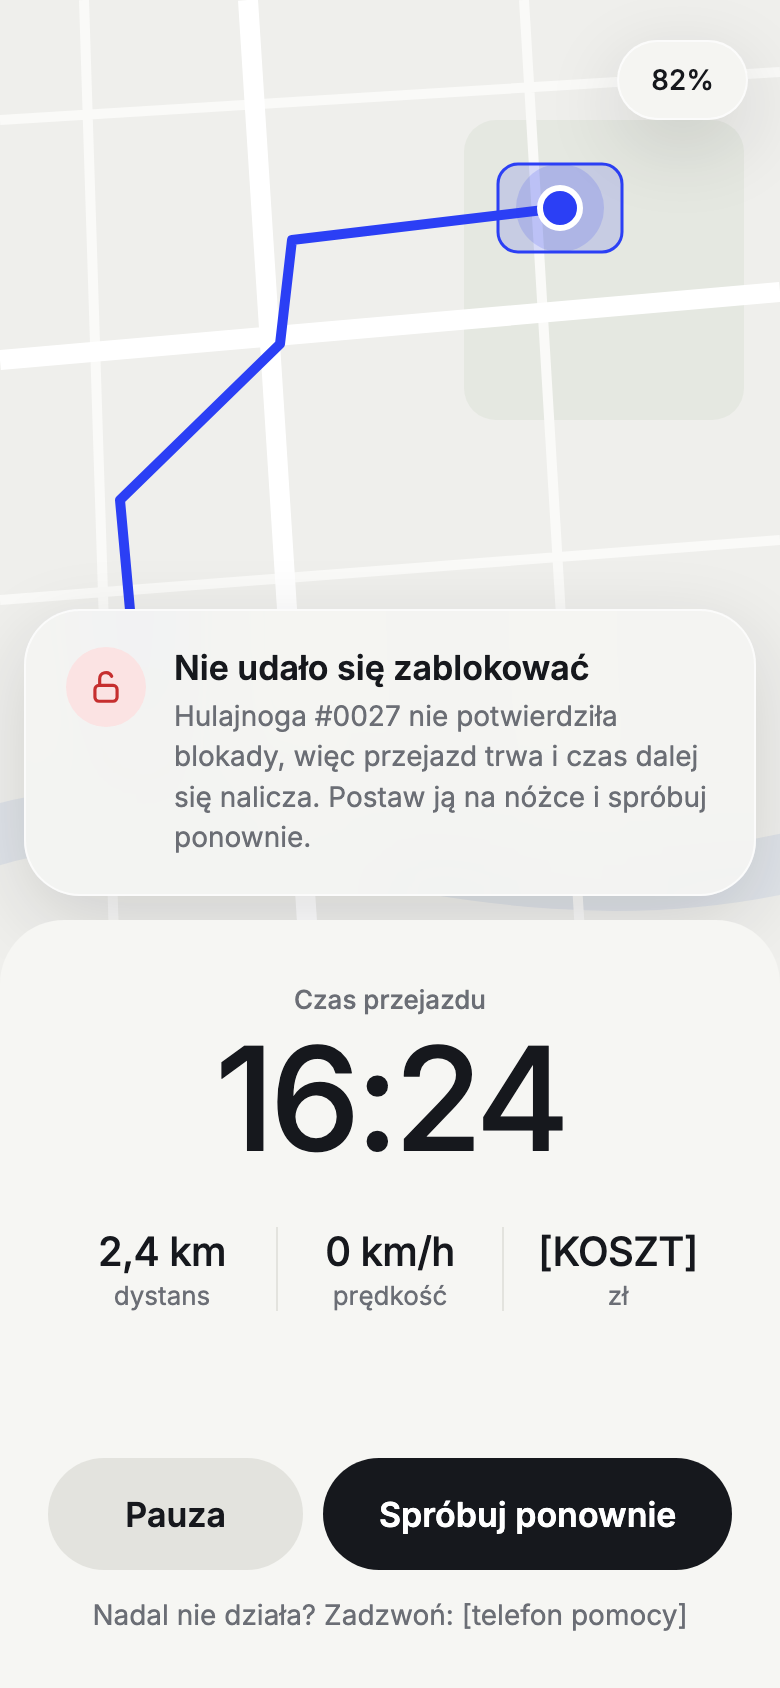 82%
Nie udało się zablokować
Hulajnoga #0027 nie potwierdziła
blokady, więc przejazd trwa i czas dalej
się nalicza. Postaw ją na nóżce i spróbuj
ponownie.
Czas przejazdu
16:24
2,4 km 0 km/h [KOSZT]
dystans prędkość zł
Pauza Spróbuj ponownie
Nadal nie działa? Zadzwoń: [telefon pomocy]